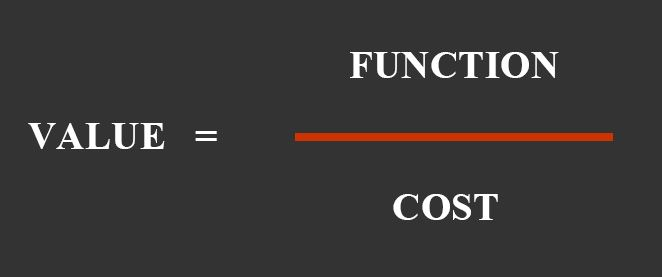 FUNCTION
VALUE =
COST